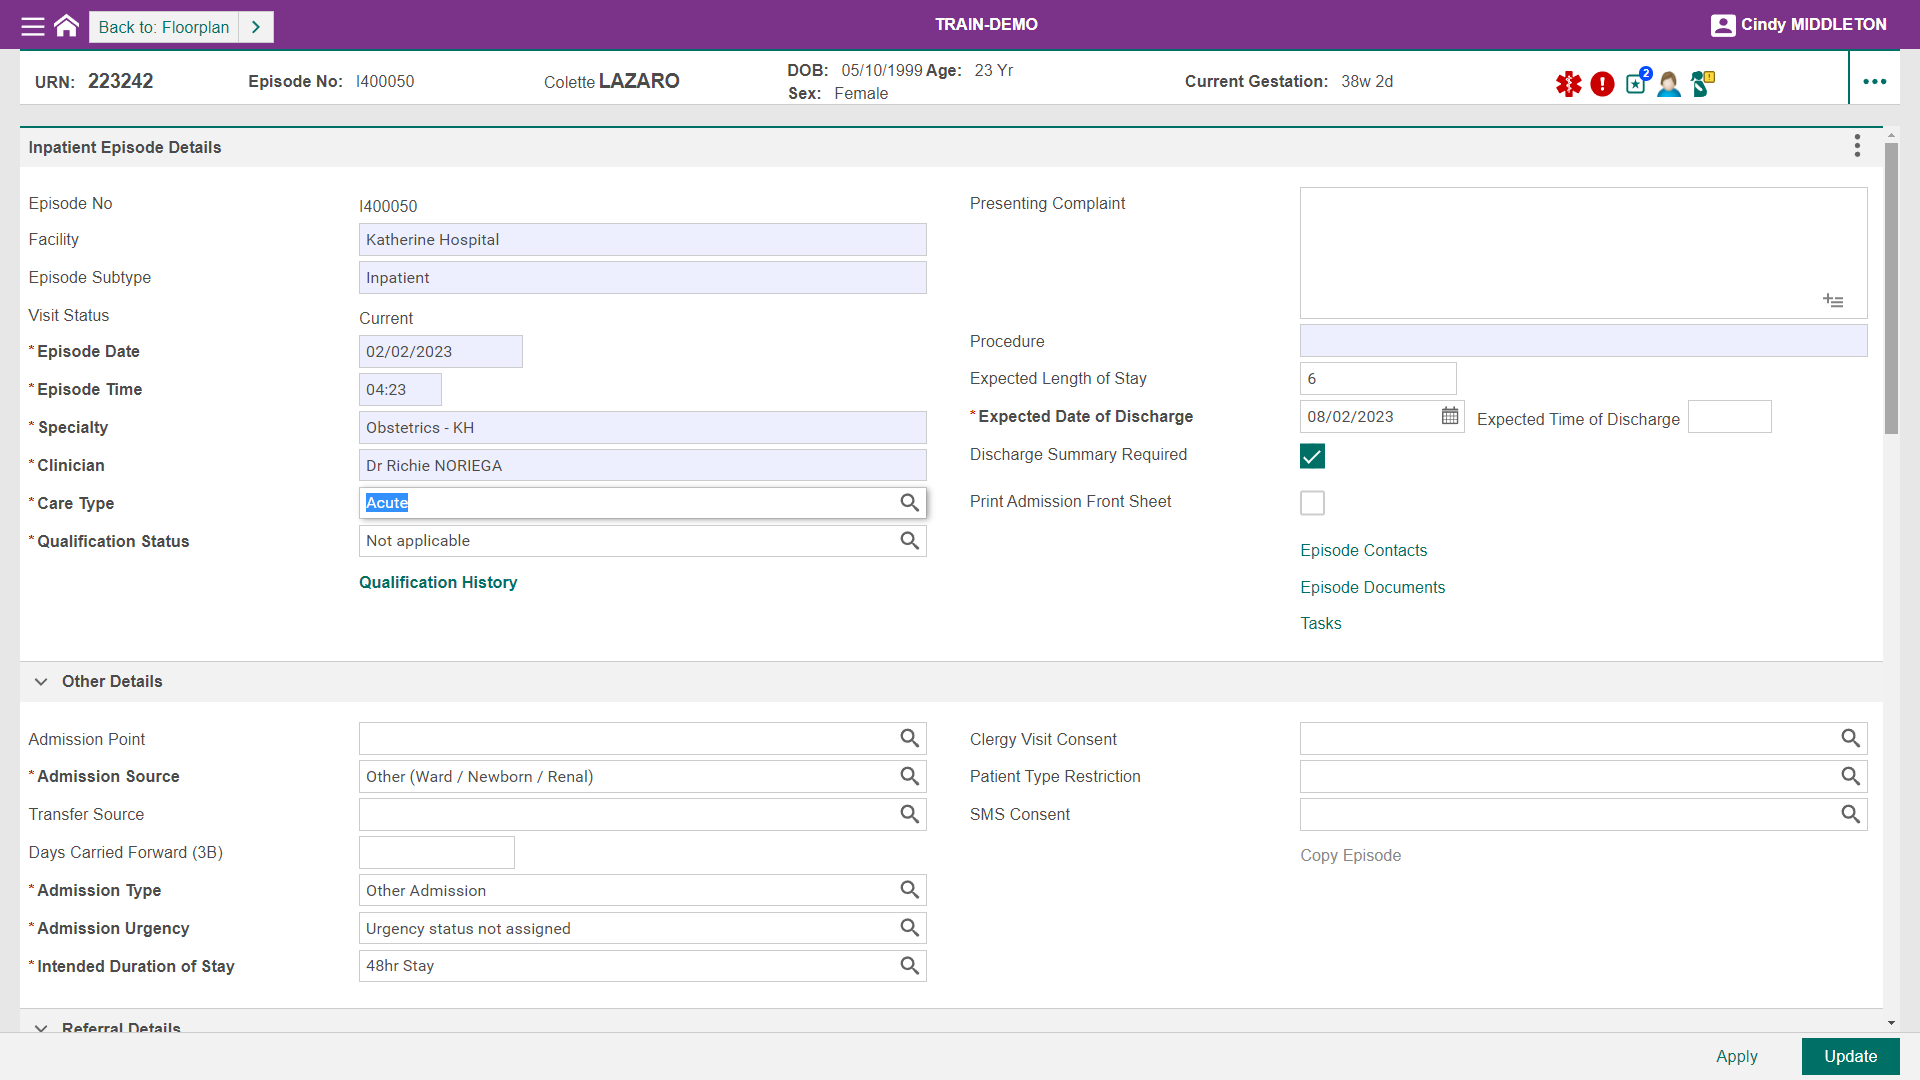 Back to: Floorplan
TRAIN-DEMO
Cindy MIDDLETON
URN: 223242
Episode No: I400050
Colette LAZARO
DOB: 05/10/1999 Age: 23 Yr
Sex: Female
Current Gestation: 38w 2d
2
Inpatient Episode Details
Episode No I400050
Facility Katherine Hospital
Episode Subtype Inpatient
Visit Status Current
*Episode Date 02/02/2023
*Episode Time 04:23
*Specialty Obstetrics - KH
*Clinician Dr Richie NORIEGA
*Care Type Acute
*Qualification Status Not applicable
Qualification History
Presenting Complaint
Procedure
Expected Length of Stay 6
*Expected Date of Discharge 08/02/2023 Expected Time of Discharge
Discharge Summary Required
Print Admission Front Sheet
Episode Contacts
Episode Documents
Tasks
Other Details
Admission Point
*Admission Source Other (Ward / Newborn / Renal)
Transfer Source
Days Carried Forward (3B)
*Admission Type Other Admission
*Admission Urgency Urgency status not assigned
*Intended Duration of Stay 48hr Stay
Clergy Visit Consent
Patient Type Restriction
SMS Consent
Copy Episode
Referral Details
Apply
Update